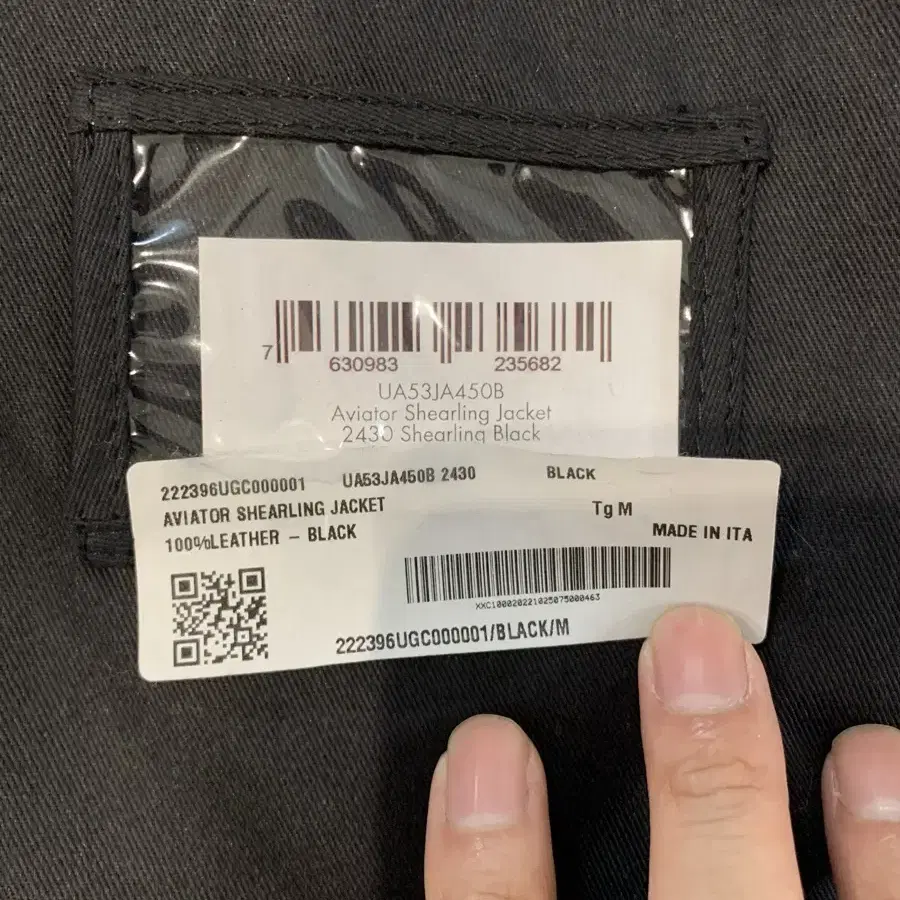 7 630983 235682
UA53JA450B
Aviator Shearling Jacket
2430 Shearling Black
222396UGC000001 UA53JA450B 2430 BLACK
AVIATOR SHEARLING JACKET Tg M
100%LEATHER – BLACK MADE IN ITA
XXC100020221025075000463
222396UGC000001/BLACK/M